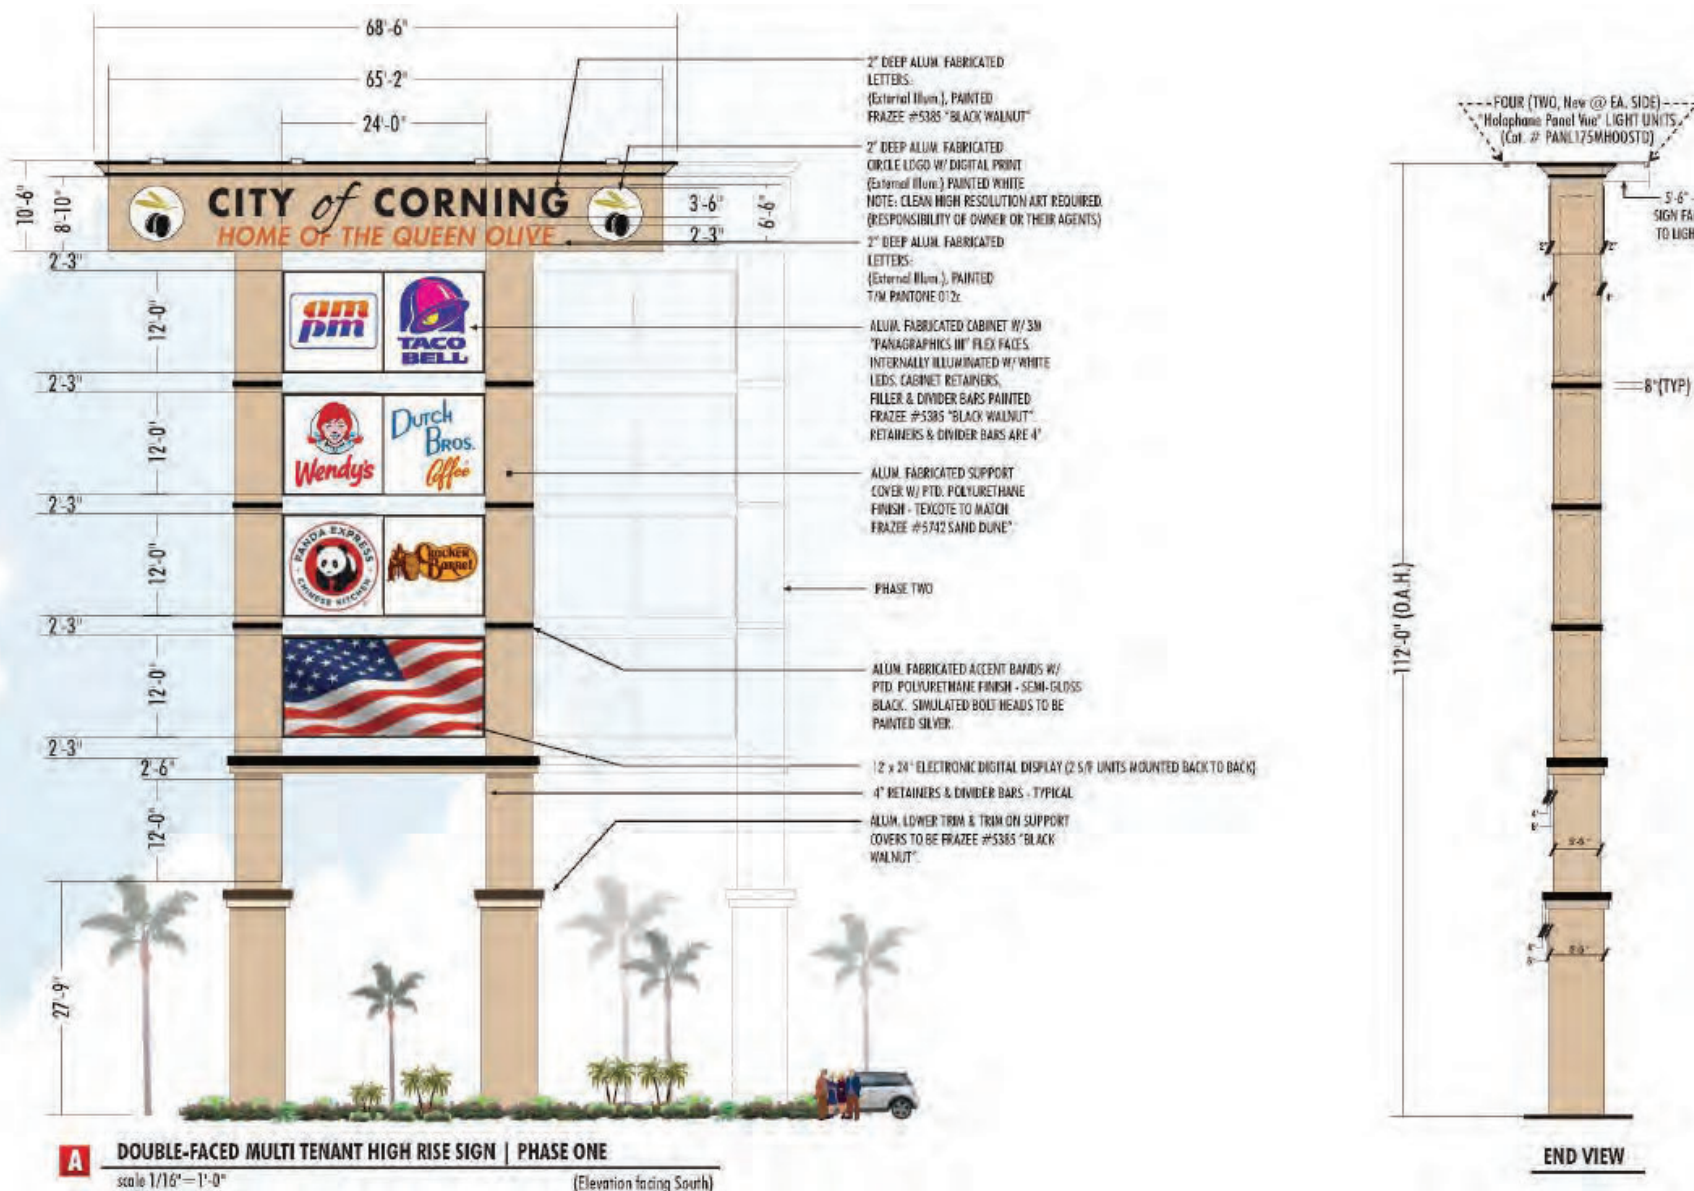 68'-6"
65'-2"
24'-0"
10'-6"
8'-10"
CITY of CORNING
HOME OF THE QUEEN OLIVE
3'-6"
2'-3"
6'-6"
2'-3"
12'-0"
am
pm
TACO
BELL
2'-3"
12'-0"
Wendy's
DUTCH
BROS.
Coffee
2'-3"
12'-0"
PANDA EXPRESS
CHINESE KITCHEN
Cracker
Barrel
2'-3"
12'-0"
2'-3"
2'-6"
12'-0"
27'-9"
2" DEEP ALUM. FABRICATED
LETTERS:
(External Illum.), PAINTED
FRAZEE #5385 "BLACK WALNUT"
2" DEEP ALUM. FABRICATED
CIRCLE LOGO W/ DIGITAL PRINT
(External Illum.) PAINTED WHITE
NOTE: CLEAN HIGH RESOLUTION ART REQUIRED.
(RESPONSIBILITY OF OWNER OR THEIR AGENTS)
2" DEEP ALUM. FABRICATED
LETTERS:
(External Illum.), PAINTED
T/M PANTONE 012c.
ALUM. FABRICATED CABINET W/ 3M
"PANAGRAPHICS III" FLEX FACES.
INTERNALLY ILLUMINATED W/ WHITE
LEDS. CABINET RETAINERS,
FILLER & DIVIDER BARS PAINTED
FRAZEE #5385 "BLACK WALNUT".
RETAINERS & DIVIDER BARS ARE 4"
ALUM. FABRICATED SUPPORT
COVER W/ PTD. POLYURETHANE
FINISH - TEXCOTE TO MATCH
FRAZEE #5742 SAND DUNE"
PHASE TWO
ALUM. FABRICATED ACCENT BANDS W/
PTD. POLYURETHANE FINISH - SEMI-GLOSS
BLACK. SIMULATED BOLT HEADS TO BE
PAINTED SILVER.
12' x 24' ELECTRONIC DIGITAL DISPLAY (2 S/F UNITS MOUNTED BACK TO BACK)
4" RETAINERS & DIVIDER BARS - TYPICAL
ALUM. LOWER TRIM & TRIM ON SUPPORT
COVERS TO BE FRAZEE #5385 "BLACK
WALNUT".
FOUR (TWO, New @ EA. SIDE)
"Holophane Panel Vue" LIGHT UNITS
(Cat. # PANL175MH00STD)
5'-6"
SIGN FA
TO LIGH
8"(TYP)
112'-0" (O.A.H.)
5'-6"
END VIEW
A
DOUBLE-FACED MULTI TENANT HIGH RISE SIGN | PHASE ONE
scale 1/16"=1'-0"
(Elevation facing South)